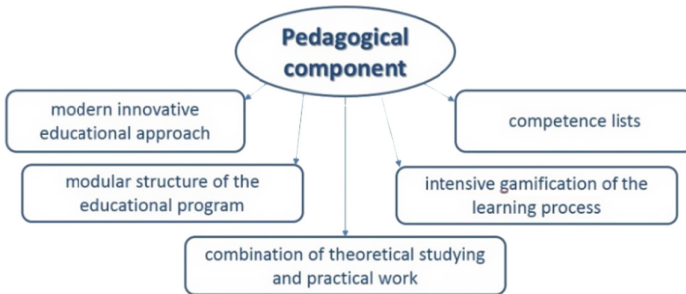 Pedagogical
component
modern innovative
educational approach
competence lists
modular structure of the
educational program
intensive gamification of the
learning process
combination of theoretical studying
and practical work